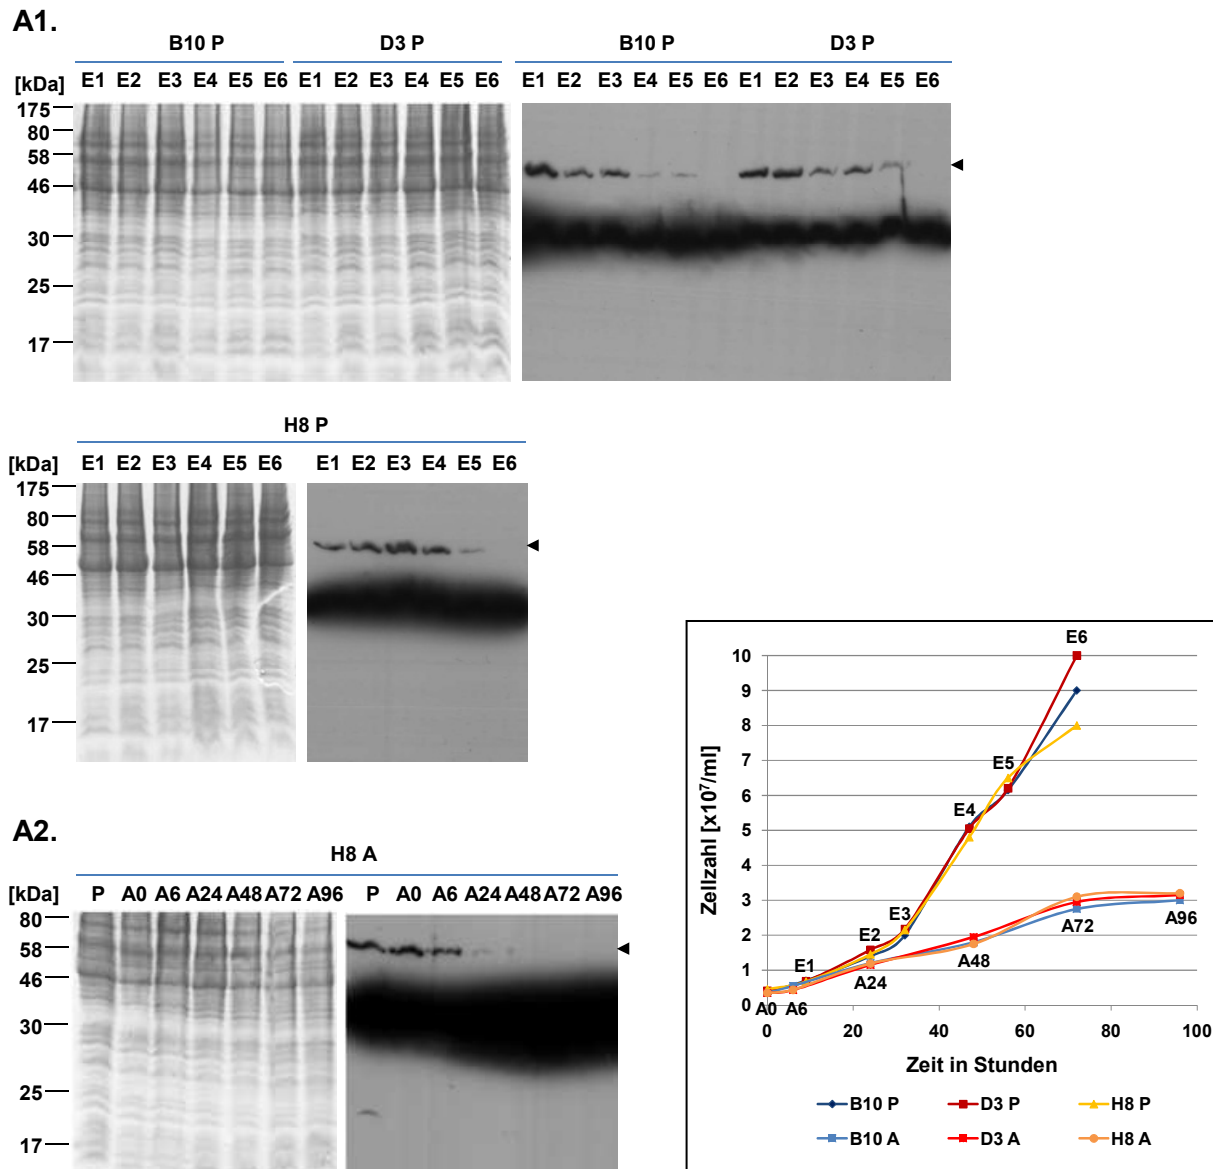 A1.
B10 P D3 P B10 P D3 P
[kDa] E1 E2 E3 E4 E5 E6 E1 E2 E3 E4 E5 E6 E1 E2 E3 E4 E5 E6 E1 E2 E3 E4 E5 E6
175
80
58
46
30
25
17
H8 P
[kDa] E1 E2 E3 E4 E5 E6 E1 E2 E3 E4 E5 E6
175
80
58
46
30
25
17
A2.
H8 A
[kDa] P A0 A6 A24 A48 A72 A96 P A0 A6 A24 A48 A72 A96
80
58
46
30
25
17
E6
10
9
8
7
E5
6
E4
5
4
3
E3
A96
A72
2
E2
A48
1
E1
A24
0
A0 A6
0 20 40 60 80 100
Zellzahl [x10⁷/ml]
Zeit in Stunden
B10 P D3 P H8 P
B10 A D3 A H8 A